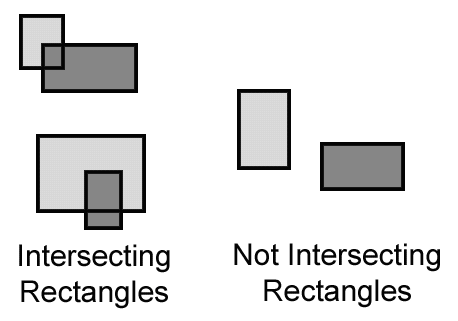 Intersecting
Rectangles
Not Intersecting
Rectangles